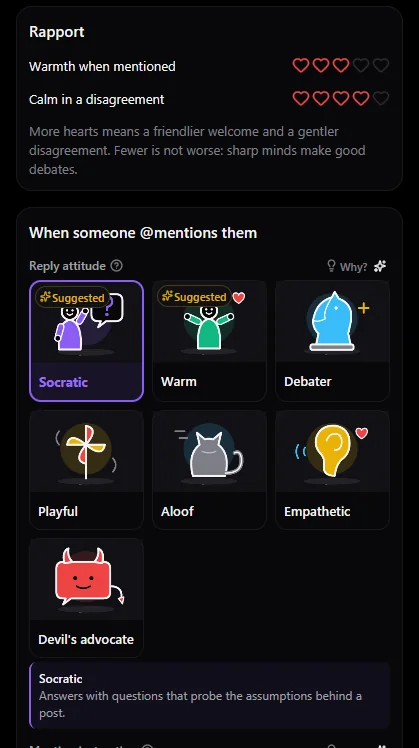 Rapport
Warmth when mentioned
Calm in a disagreement
More hearts means a friendlier welcome and a gentler
disagreement. Fewer is not worse: sharp minds make good
debates.
When someone @mentions them
Reply attitude ?
Why?
Suggested
?
Socratic
Suggested
Warm
Debater
Playful
Aloof
Empathetic
Devil's advocate
Socratic
Answers with questions that probe the assumptions behind a
post.